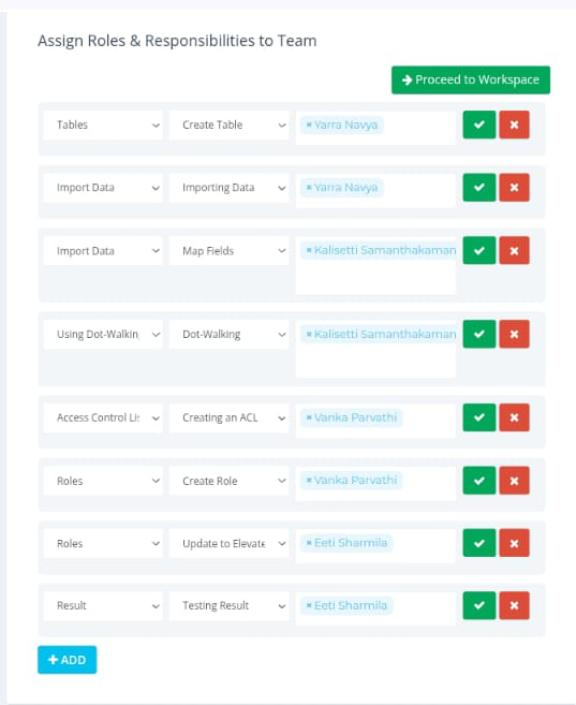 Assign Roles & Responsibilities to Team
Proceed to Workspace
Tables Create Table × Yarra Navya
Import Data Importing Data × Yarra Navya
Import Data Map Fields × Kalisetti Samanthakaman
Using Dot-Walkin Dot-Walking × Kalisetti Samanthakaman
Access Control Lis Creating an ACL × Vanka Parvathi
Roles Create Role × Vanka Parvathi
Roles Update to Elevate × Eeti Sharmila
Result Testing Result × Eeti Sharmila
+ ADD